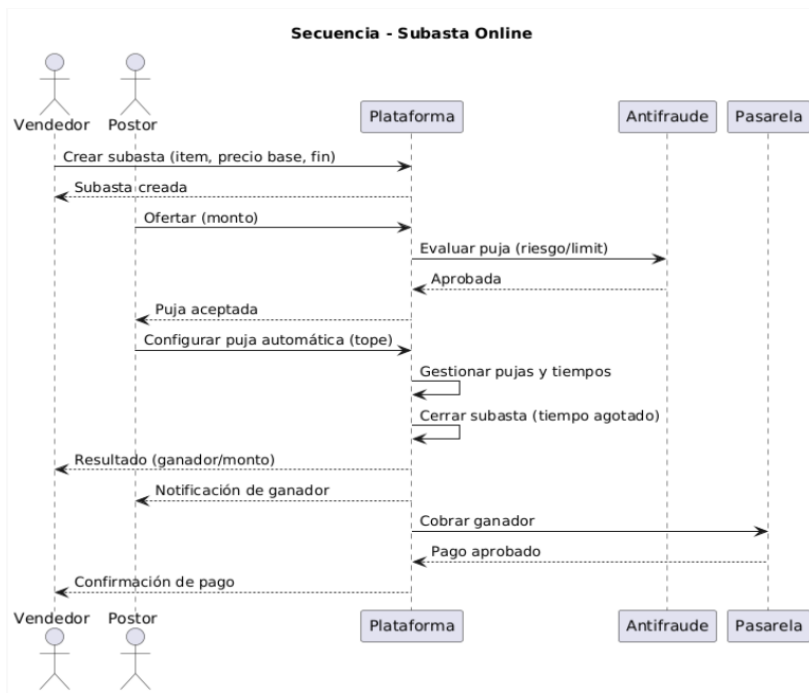 Secuencia - Subasta Online
Vendedor Postor Plataforma Antifraude Pasarela
Crear subasta (item, precio base, fin)
Subasta creada
Ofertar (monto)
Evaluar puja (riesgo/limit)
Aprobada
Puja aceptada
Configurar puja automática (tope)
Gestionar pujas y tiempos
Cerrar subasta (tiempo agotado)
Resultado (ganador/monto)
Notificación de ganador
Cobrar ganador
Pago aprobado
Confirmación de pago
Vendedor Postor Plataforma Antifraude Pasarela